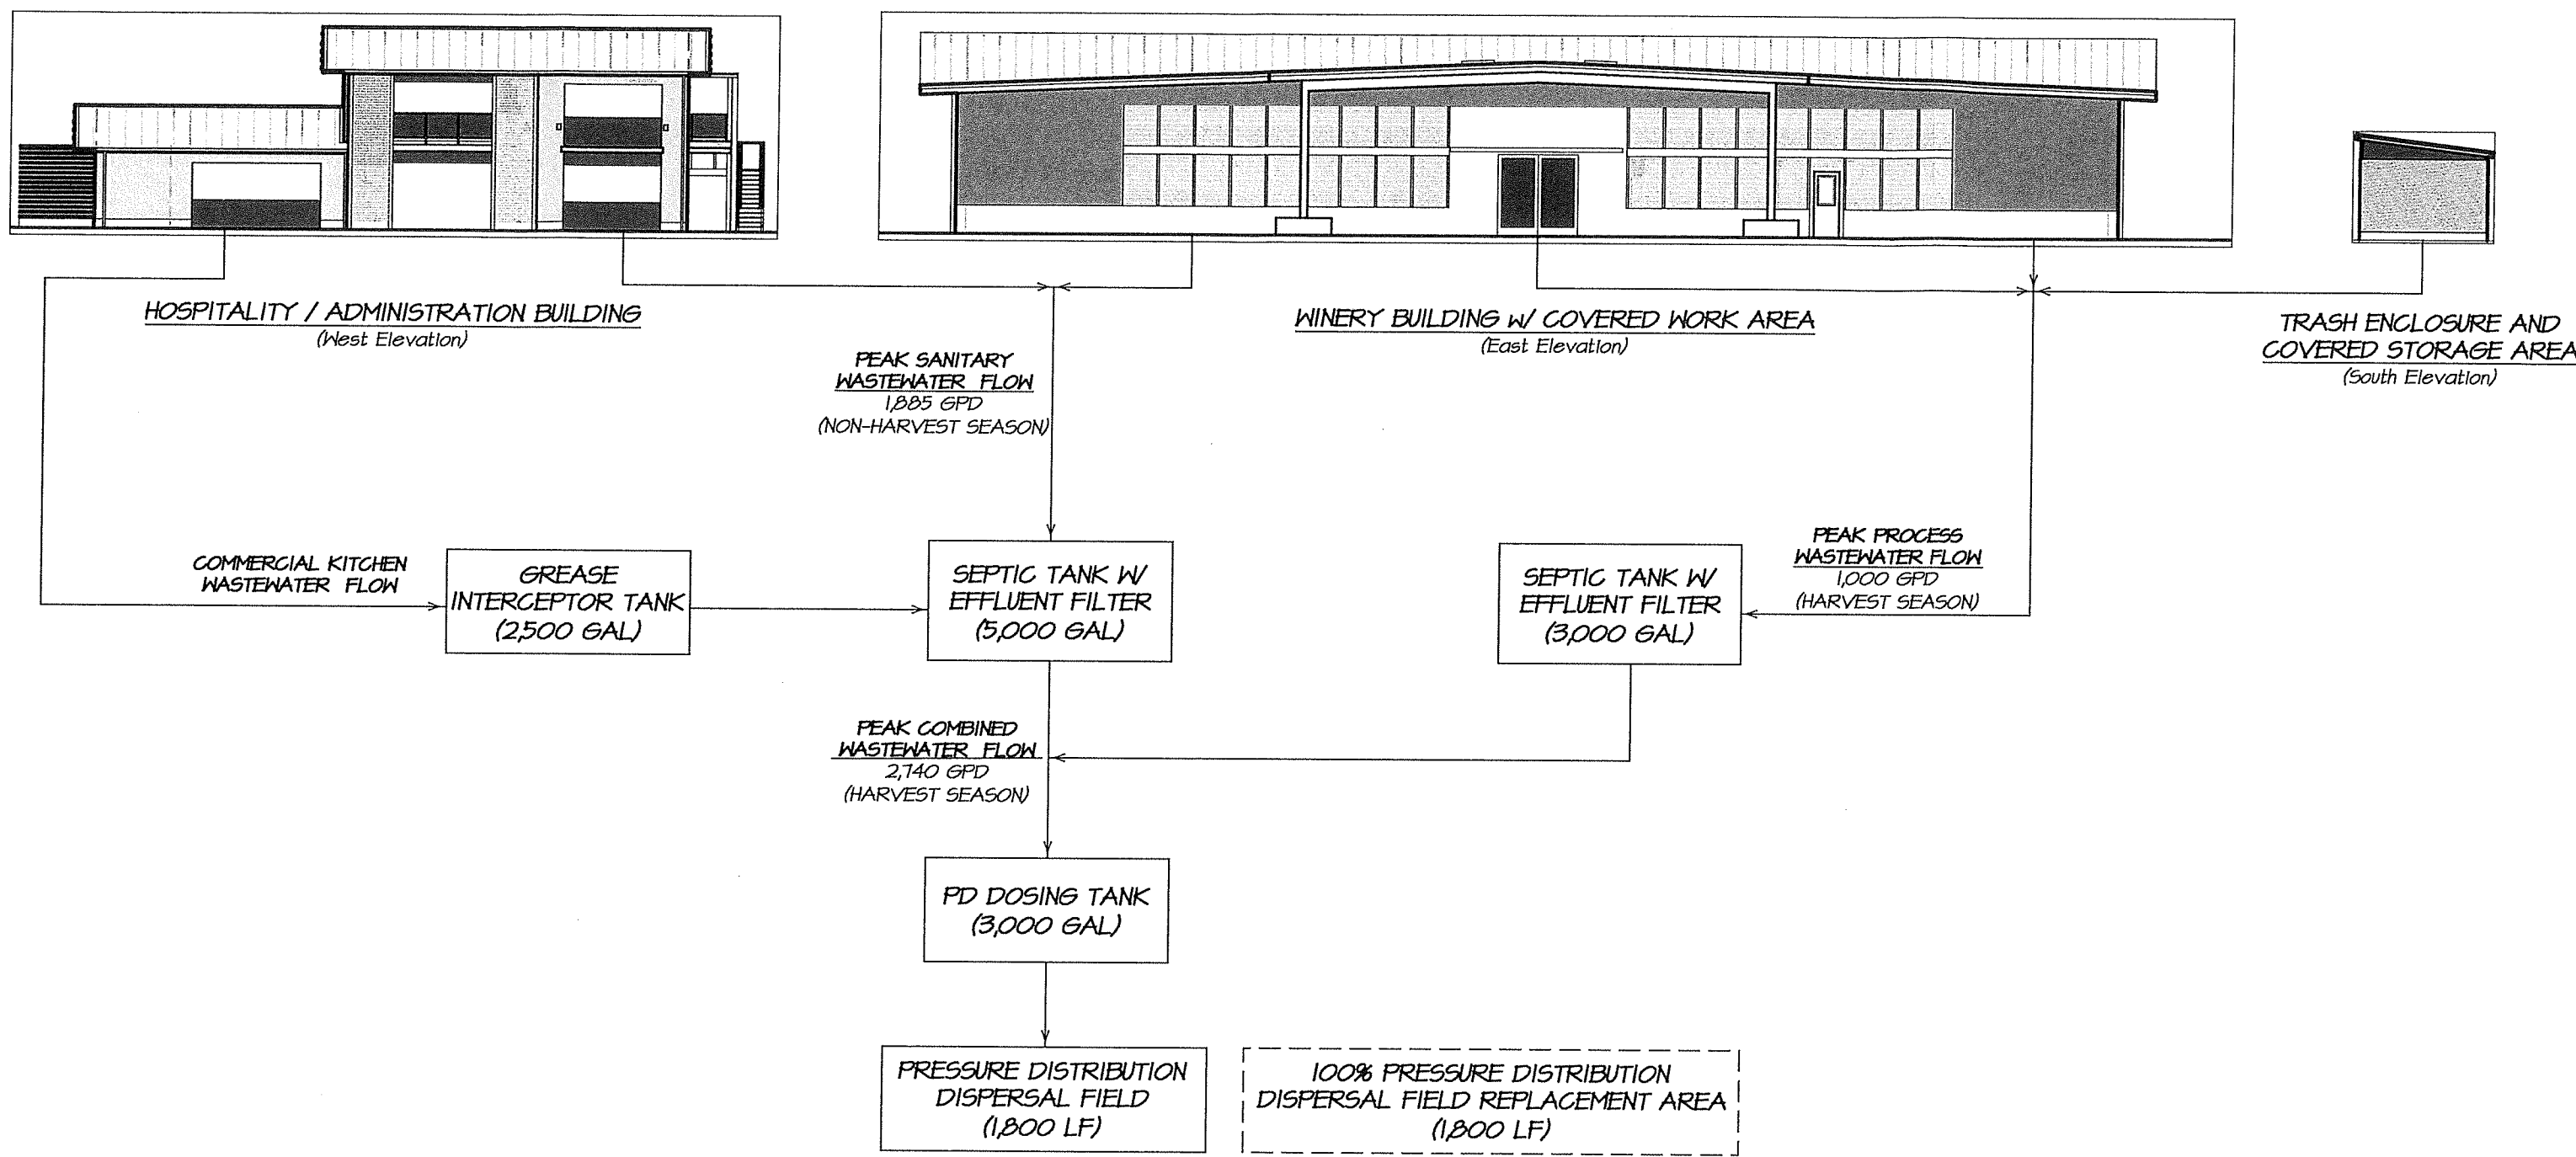 HOSPITALITY / ADMINISTRATION BUILDING
(West Elevation)
WINERY BUILDING W/ COVERED WORK AREA
(East Elevation)
TRASH ENCLOSURE AND
COVERED STORAGE AREA
(South Elevation)
PEAK SANITARY
WASTEWATER FLOW
1,885 GPD
(NON-HARVEST SEASON)
COMMERCIAL KITCHEN
WASTEWATER FLOW
GREASE
INTERCEPTOR TANK
(2,500 GAL)
SEPTIC TANK W/
EFFLUENT FILTER
(5,000 GAL)
SEPTIC TANK W/
EFFLUENT FILTER
(3,000 GAL)
PEAK PROCESS
WASTEWATER FLOW
1,000 GPD
(HARVEST SEASON)
PEAK COMBINED
WASTEWATER FLOW
2,740 GPD
(HARVEST SEASON)
PD DOSING TANK
(3,000 GAL)
PRESSURE DISTRIBUTION
DISPERSAL FIELD
(1,800 LF)
100% PRESSURE DISTRIBUTION
DISPERSAL FIELD REPLACEMENT AREA
(1,800 LF)